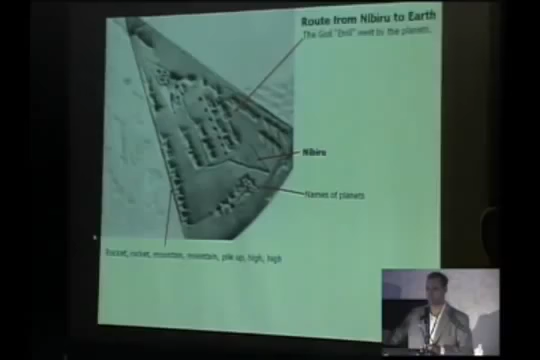 Route from Nibiru to Earth
The God "Enlil" went by the planets.
Nibiru
Names of planets
Rocket, rocket, mountain, mountain, pile up, high, high